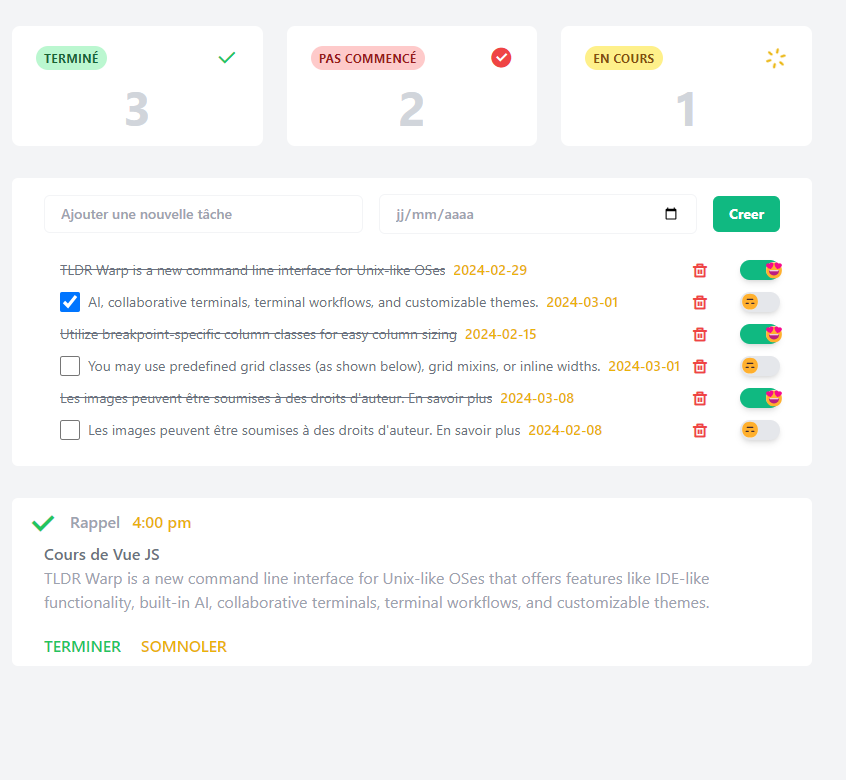 TERMINÉ
PAS COMMENCÉ
EN COURS
3
2
1
Ajouter une nouvelle tâche
jj/mm/aaaa
Creer
TLDR Warp is a new command line interface for Unix-like OSes 2024-02-29
AI, collaborative terminals, terminal workflows, and customizable themes. 2024-03-01
Utilize breakpoint-specific column classes for easy column sizing 2024-02-15
You may use predefined grid classes (as shown below), grid mixins, or inline widths. 2024-03-01
Les images peuvent être soumises à des droits d'auteur. En savoir plus 2024-03-08
Les images peuvent être soumises à des droits d'auteur. En savoir plus 2024-02-08
Rappel 4:00 pm
Cours de Vue JS
TLDR Warp is a new command line interface for Unix-like OSes that offers features like IDE-like
functionality, built-in AI, collaborative terminals, terminal workflows, and customizable themes.
TERMINER SOMNOLER